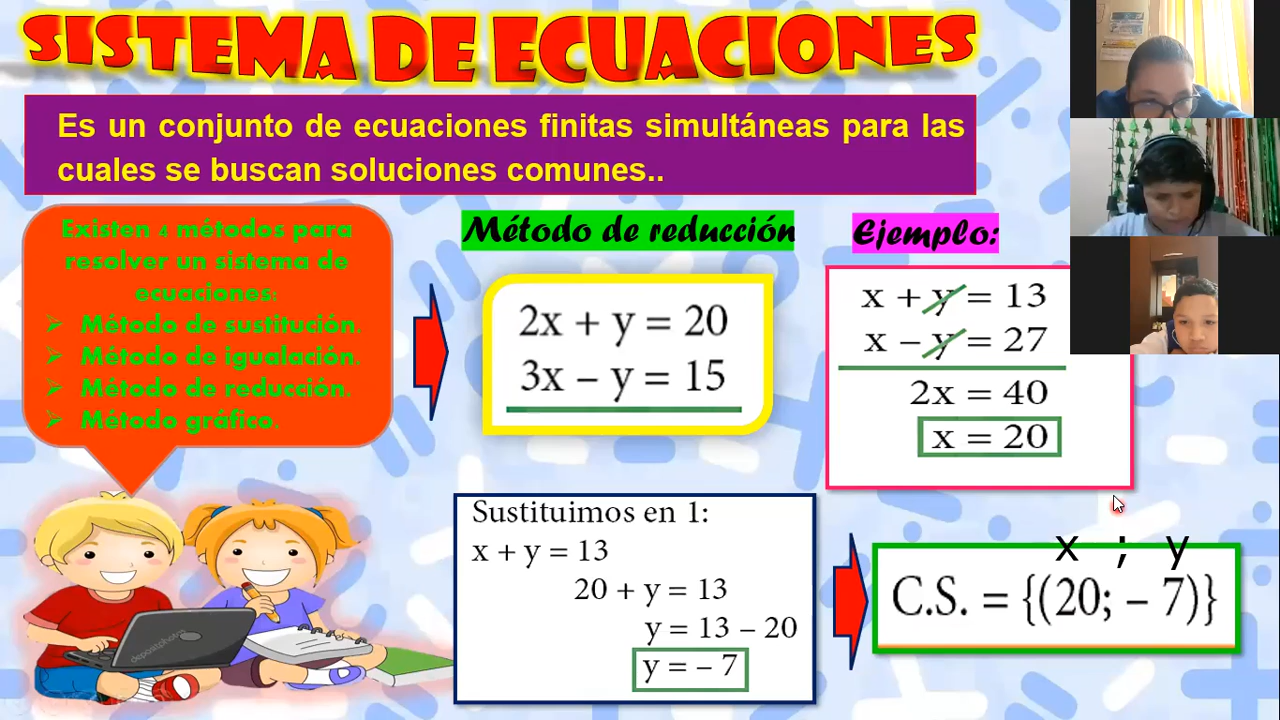 SISTEMA DE ECUACIONES
Es un conjunto de ecuaciones finitas simultáneas para las
cuales se buscan soluciones comunes..
Existen 4 métodos para
resolver un sistema de
ecuaciones:
➢ Método de sustitución.
➢ Método de igualación.
➢ Método de reducción.
➢ Método gráfico.
Método de reducción
2x + y = 20
3x – y = 15
Ejemplo:
x + y = 13
x – y = 27
2x = 40
x = 20
Sustituimos en 1:
x + y = 13
20 + y = 13
y = 13 – 20
y = – 7
x ; y
C.S. = {(20; – 7)}
depositphotos